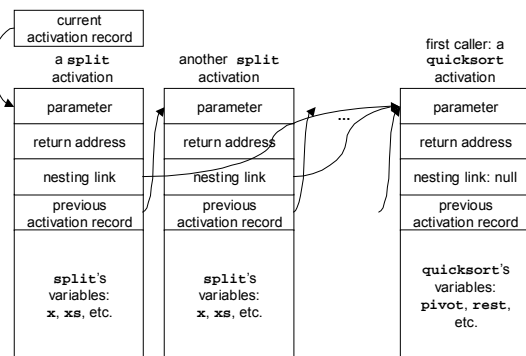 current
activation record
a split
activation
another split
activation
first caller: a
quicksort
activation
parameter
return address
nesting link
previous
activation record
split's
variables:
x, xs, etc.
parameter
return address
nesting link
previous
activation record
split's
variables:
x, xs, etc.
...
parameter
return address
nesting link: null
previous
activation record
quicksort's
variables:
pivot, rest,
etc.